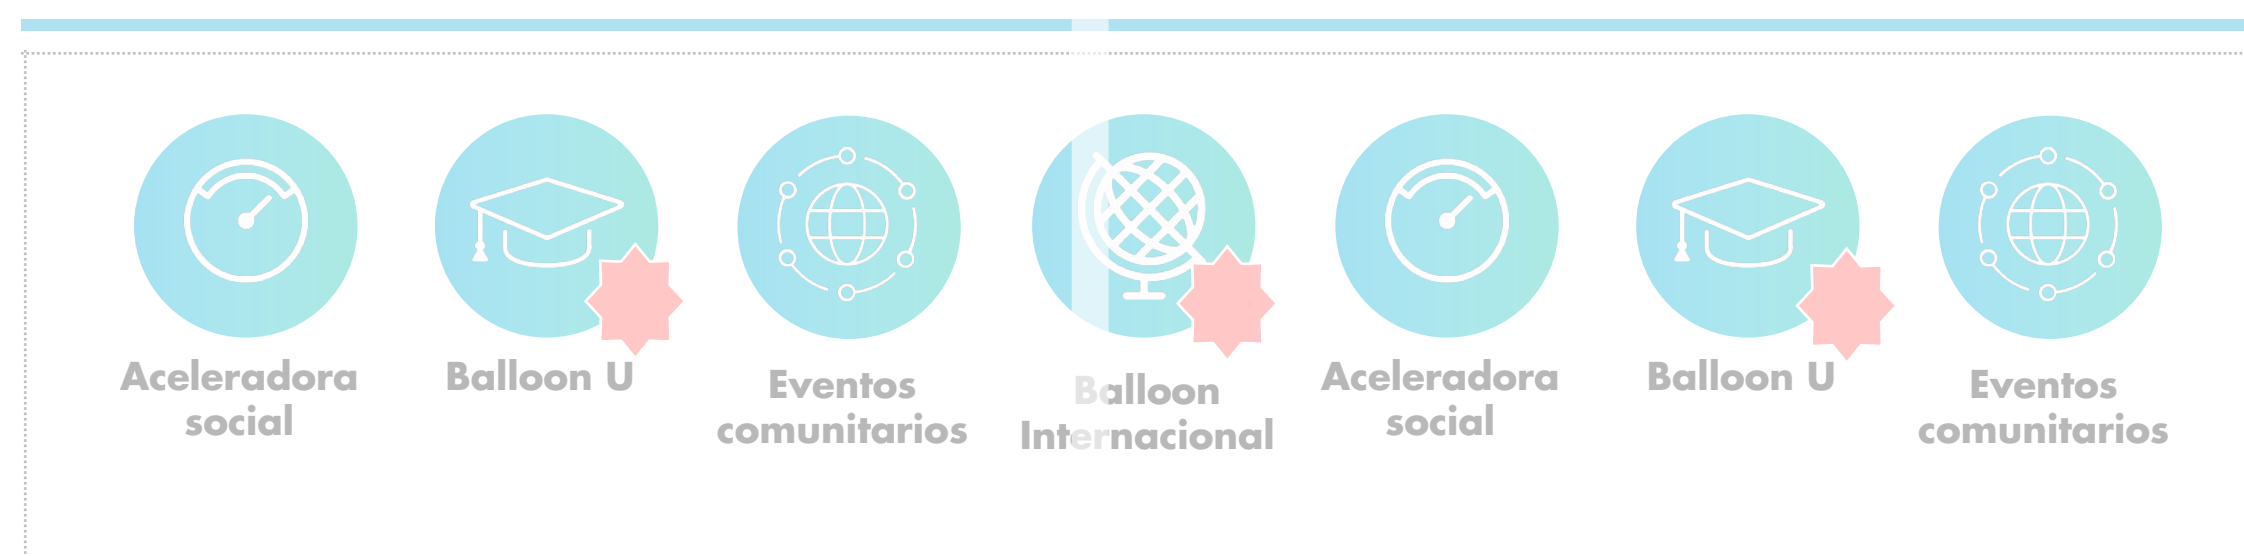 Aceleradora
social
Balloon U
Eventos
comunitarios
Balloon
Internacional
Aceleradora
social
Balloon U
Eventos
comunitarios